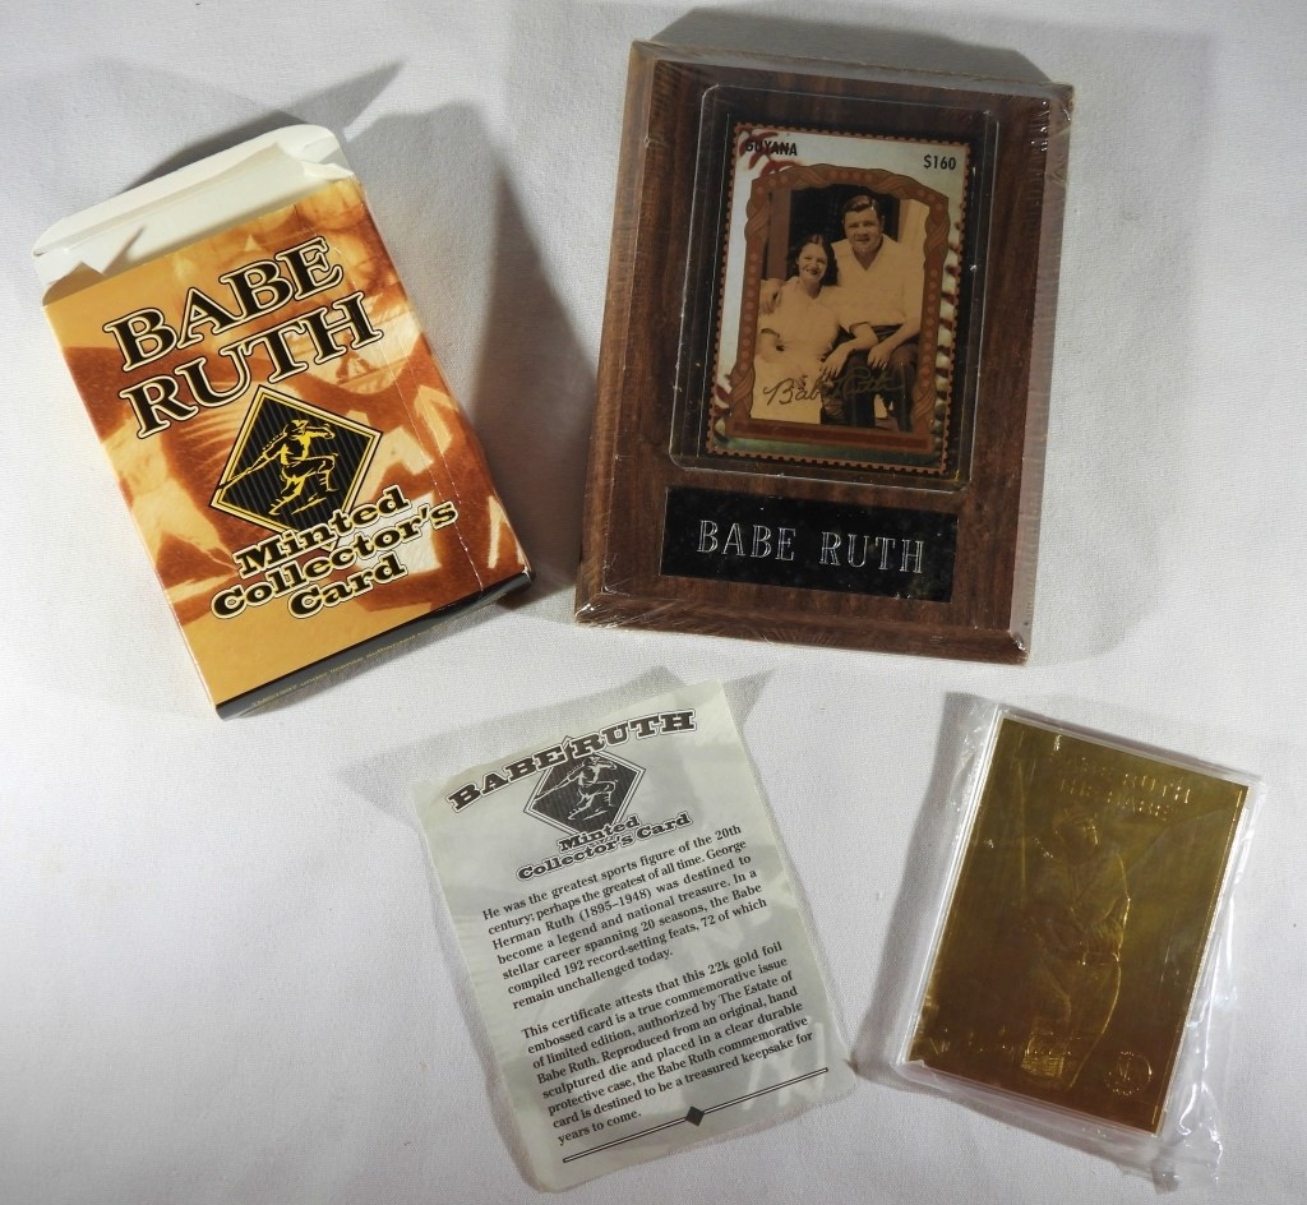 BABE
RUTH
Minted
Collector's
Card
GUYANA
$160
Babe Ruth
BABE RUTH
BABE RUTH
Minted
Collector's Card
He was the greatest sports figure of the 20th
century; perhaps the greatest of all time. George
Herman Ruth (1895–1948) was destined to
become a legend and national treasure. In a
stellar career spanning 20 seasons, the Babe
compiled 192 record-setting feats, 72 of which
remain unchallenged today.
This certificate attests that this 22k gold foil
embossed card is a true commemorative issue
of limited edition, authorized by The Estate of
Babe Ruth. Reproduced from an original, hand
sculptured die and placed in a clear durable
protective case, the Babe Ruth commemorative
card is destined to be a treasured keepsake for
years to come.
RUTH